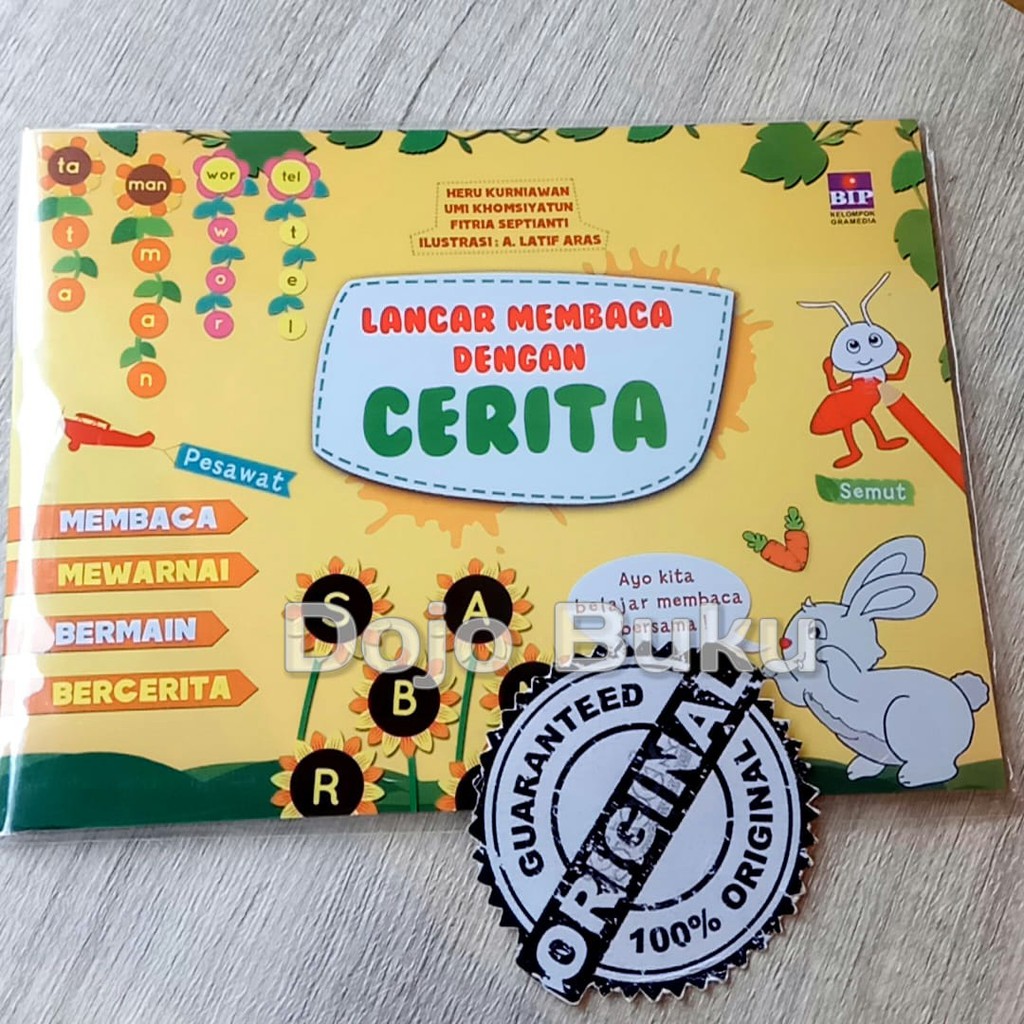 ta
t
a
man
m
a
n
wor
w
o
r
tel
t
e
l
HERU KURNIAWAN
UMI KHOMSIYATUN
FITRIA SEPTIANTI
ILUSTRASI : A. LATIF ARAS
BIP
KELOMPOK
GRAMEDIA
LANCAR MEMBACA
DENGAN
CERITA
Pesawat
Semut
MEMBACA
MEWARNAI
BERMAIN
BERCERITA
Ayo kita
belajar membaca
bersama !
S
A
B
R
Dojo Buku
GUARANTEED
ORIGINAL
100% ORIGINAL